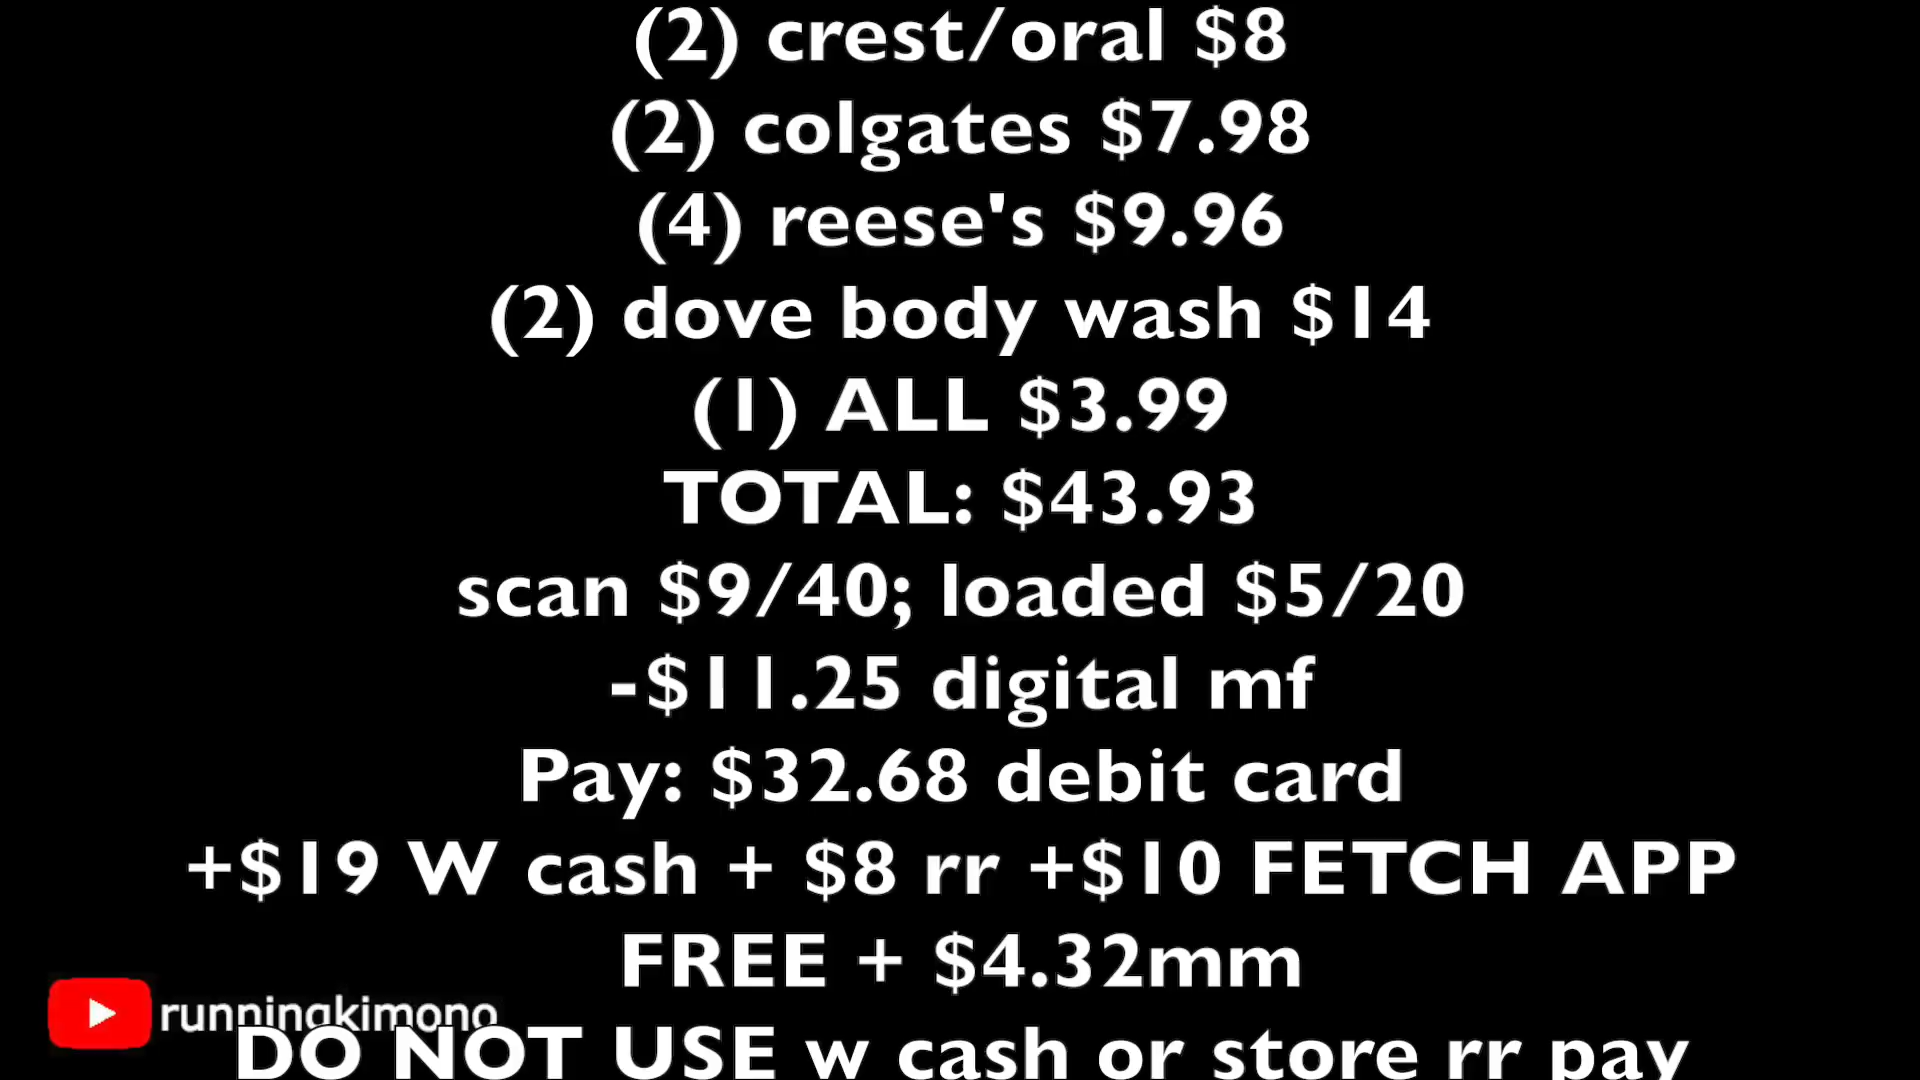 (2) crest/oral $8
(2) colgates $7.98
(4) reese's $9.96
(2) dove body wash $14
(1) ALL $3.99
TOTAL: $43.93
scan $9/40; loaded $5/20
-$11.25 digital mf
Pay: $32.68 debit card
+$19 W cash + $8 rr +$10 FETCH APP
FREE + $4.32mm
runningkimono
DO NOT USE w cash or store rr pay